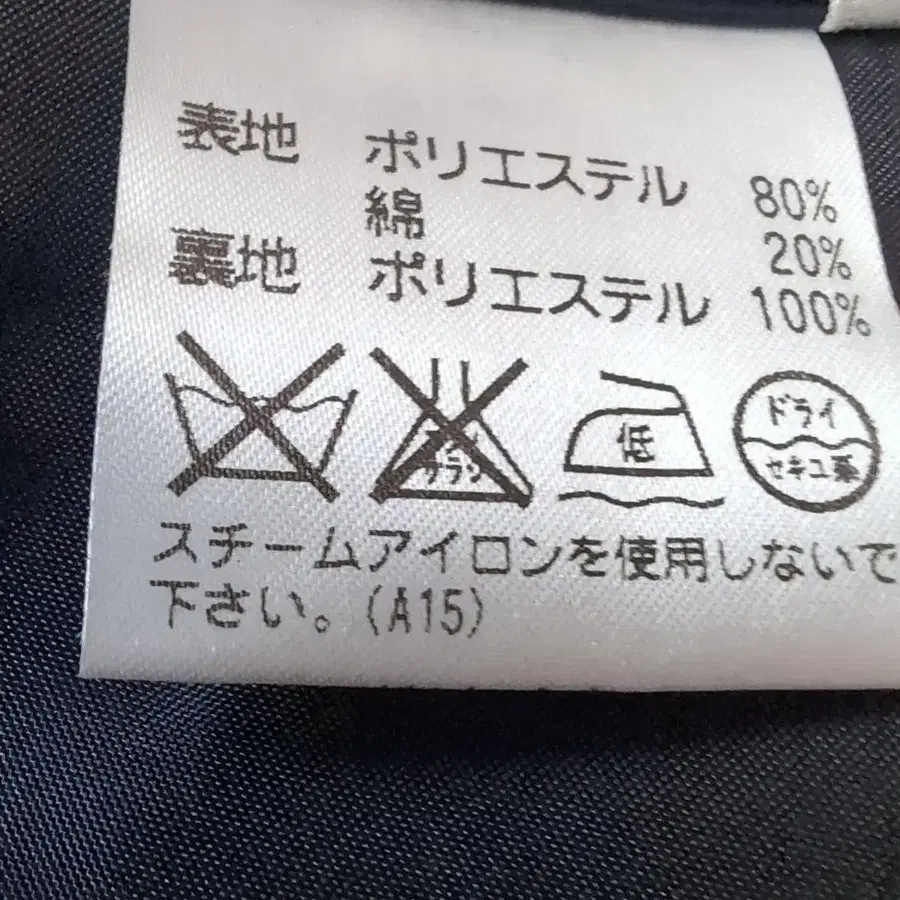 表地 ポリエステル 80%
綿 20%
裏地 ポリエステル 100%
低
ドライ
セキユ系
スチームアイロンを使用しないで
下さい。(A15)